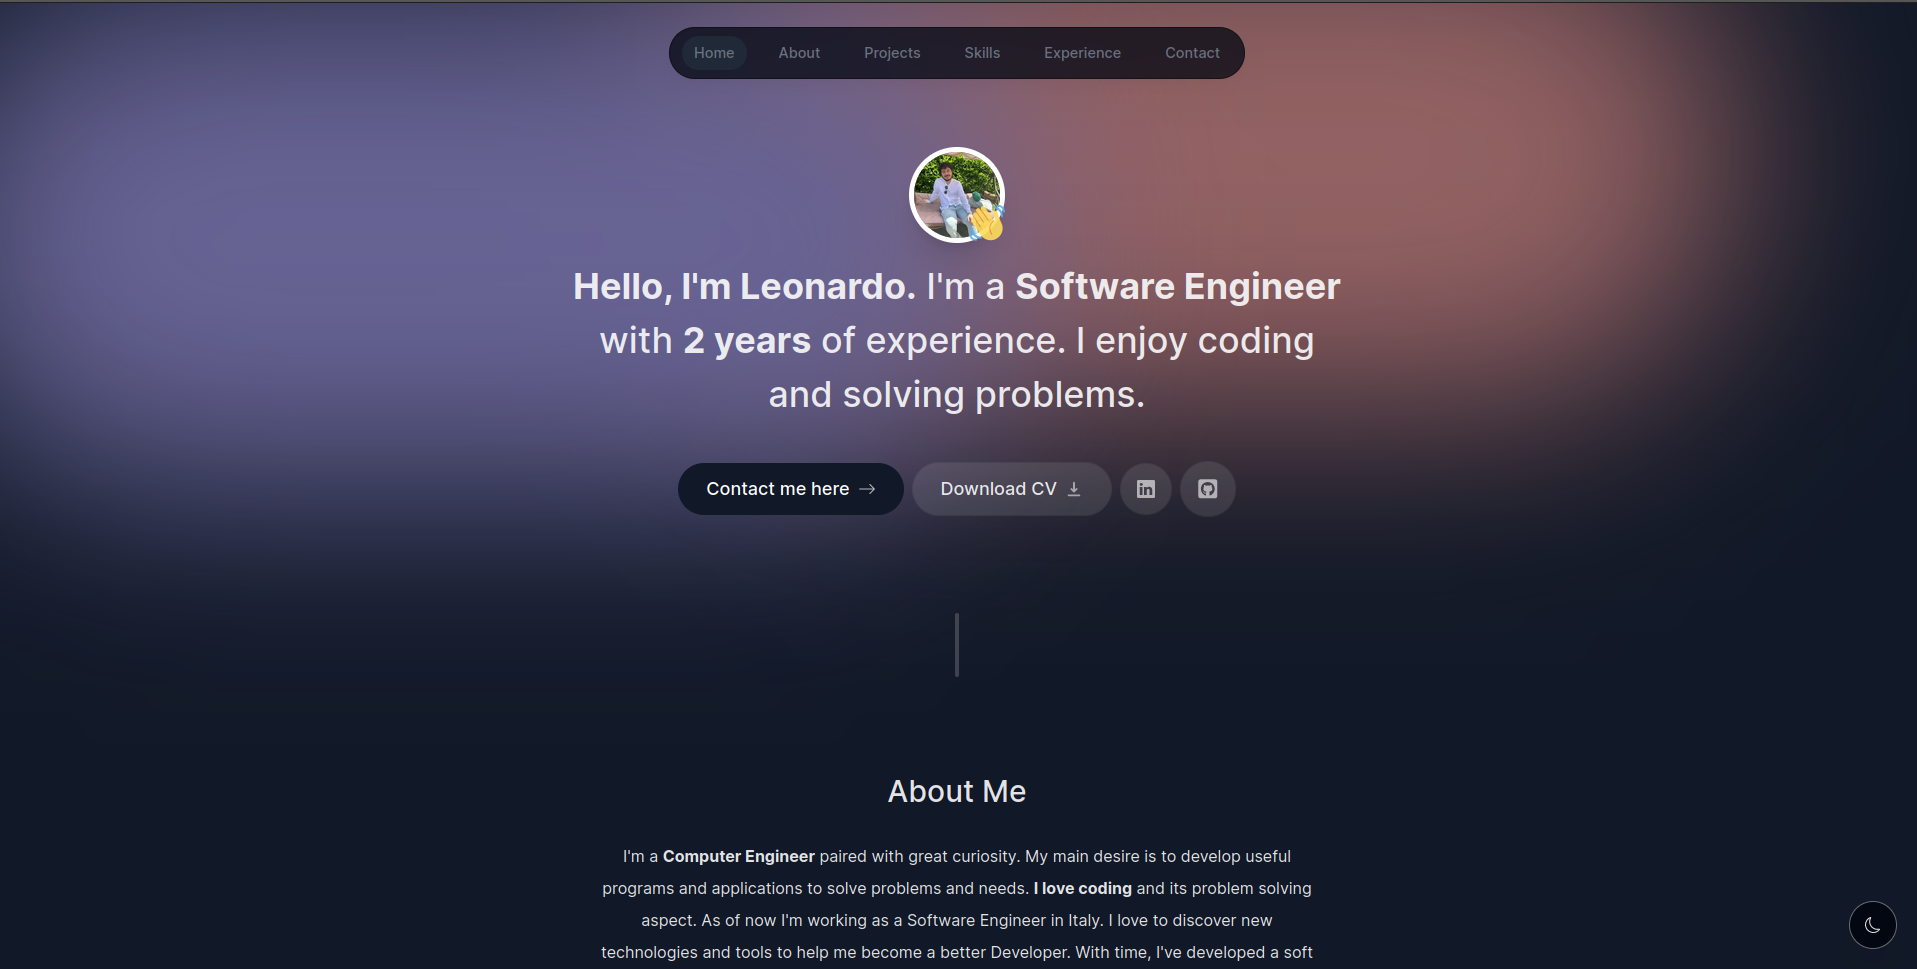 Home About Projects Skills Experience Contact
Hello, I'm Leonardo. I'm a Software Engineer
with 2 years of experience. I enjoy coding
and solving problems.
Contact me here Download CV in
About Me
I'm a Computer Engineer paired with great curiosity. My main desire is to develop useful
programs and applications to solve problems and needs. I love coding and its problem solving
aspect. As of now I'm working as a Software Engineer in Italy. I love to discover new
technologies and tools to help me become a better Developer. With time, I've developed a soft